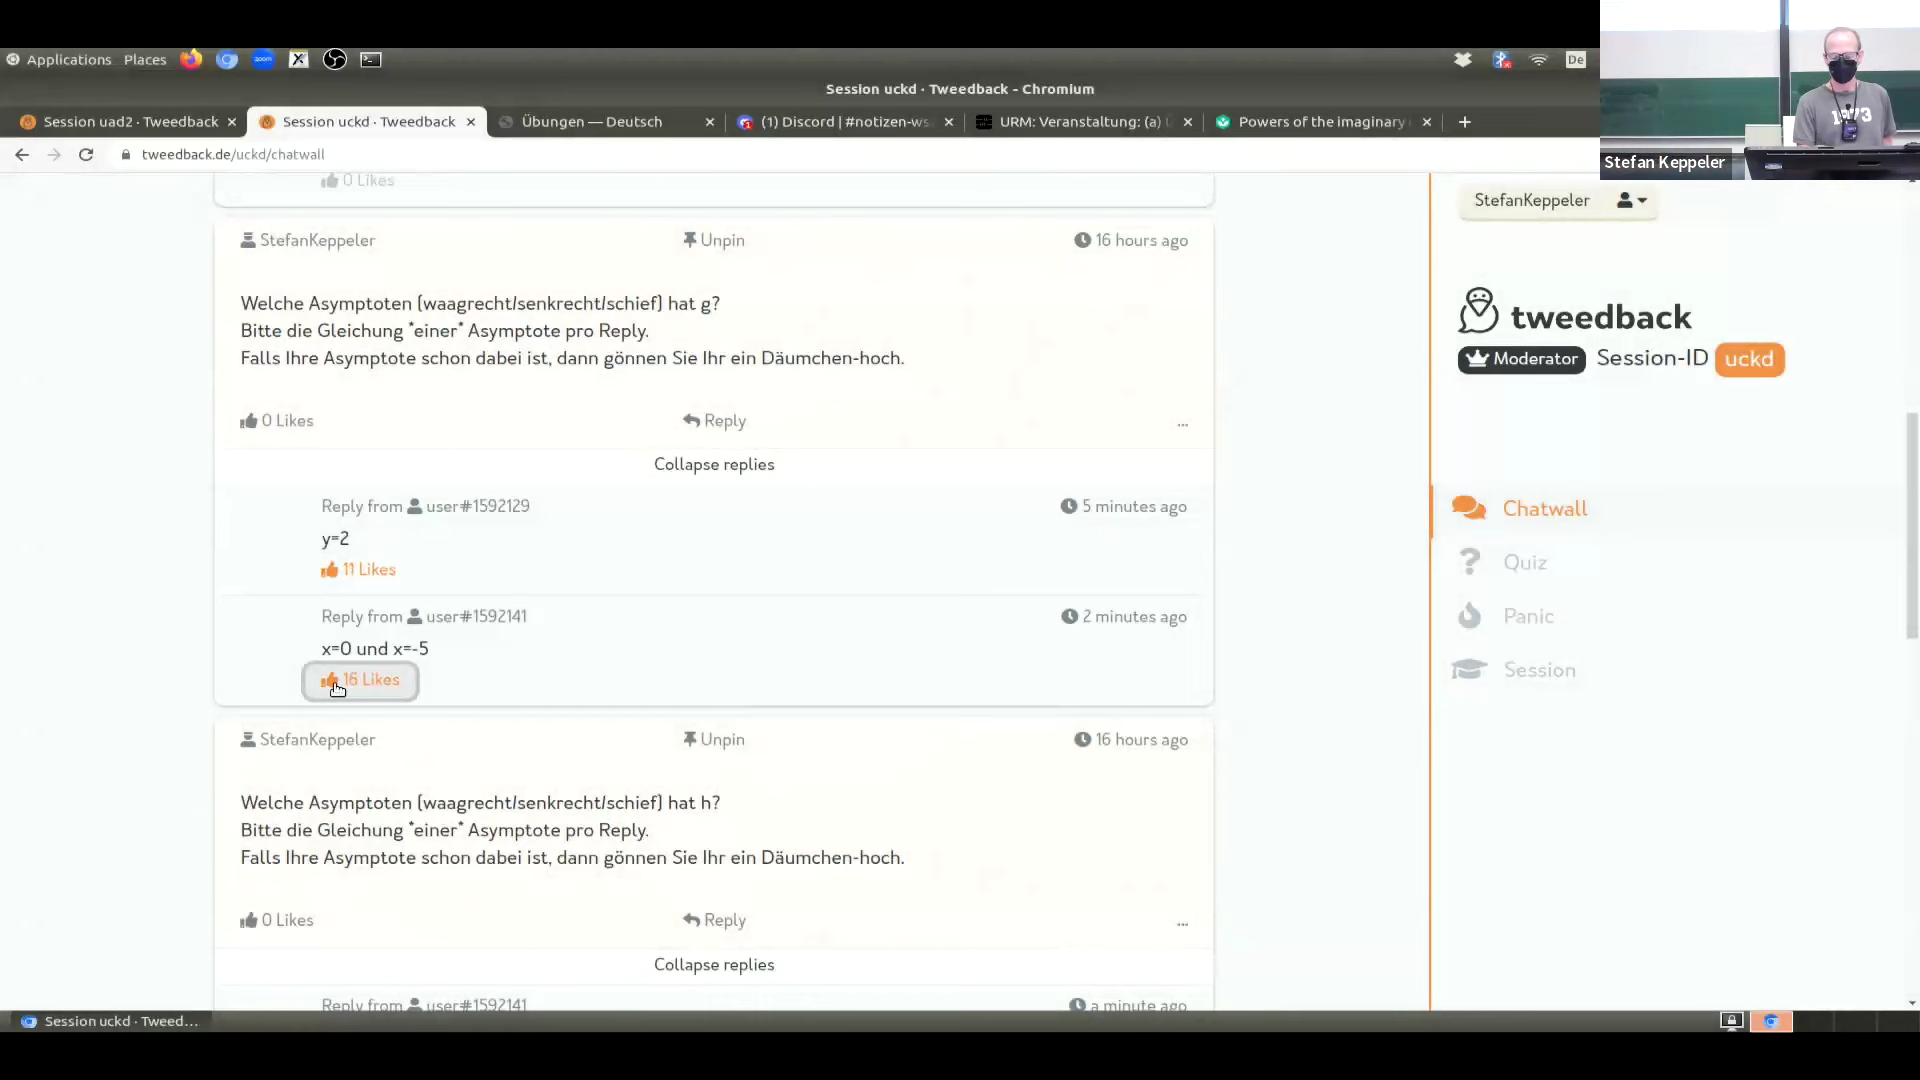 Applications Places zoom De
Session uckd · Tweedback - Chromium
Session uad2 · Tweedback
Session uckd · Tweedback
Übungen — Deutsch
(1) Discord | #notizen-ws
URM: Veranstaltung: (a) Ü
Powers of the imaginary
tweedback.de/uckd/chatwall
1973
Stefan Keppeler
0 Likes
StefanKeppeler Unpin 16 hours ago
Welche Asymptoten (waagrecht/senkrecht/schief) hat g?
Bitte die Gleichung *einer* Asymptote pro Reply.
Falls Ihre Asymptote schon dabei ist, dann gönnen Sie Ihr ein Däumchen-hoch.
0 Likes Reply ...
Collapse replies
Reply from user#1592129 5 minutes ago
y=2
11 Likes
Reply from user#1592141 2 minutes ago
x=0 und x=-5
16 Likes
StefanKeppeler Unpin 16 hours ago
Welche Asymptoten (waagrecht/senkrecht/schief) hat h?
Bitte die Gleichung *einer* Asymptote pro Reply.
Falls Ihre Asymptote schon dabei ist, dann gönnen Sie Ihr ein Däumchen-hoch.
0 Likes Reply ...
Collapse replies
Reply from user#1592141 a minute ago
StefanKeppeler
tweedback
Moderator Session-ID uckd
Chatwall
Quiz
Panic
Session
Session uckd · Tweed...